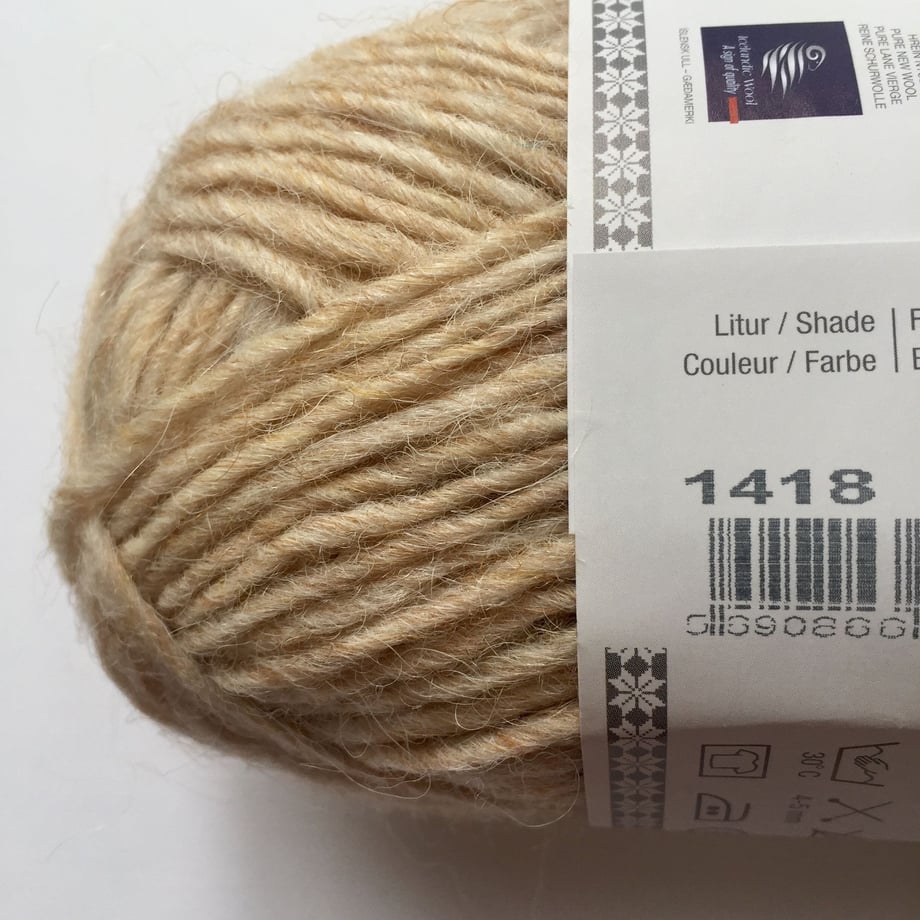 ÍSLENSK ULL – GÆÐAMERKI
Icelandic Wool
A sign of quality
PURE NEW WOOL
PURE LANE VIERGE
REINE SCHURWOLLE
Litur / Shade
Couleur / Farbe
1418
30°C